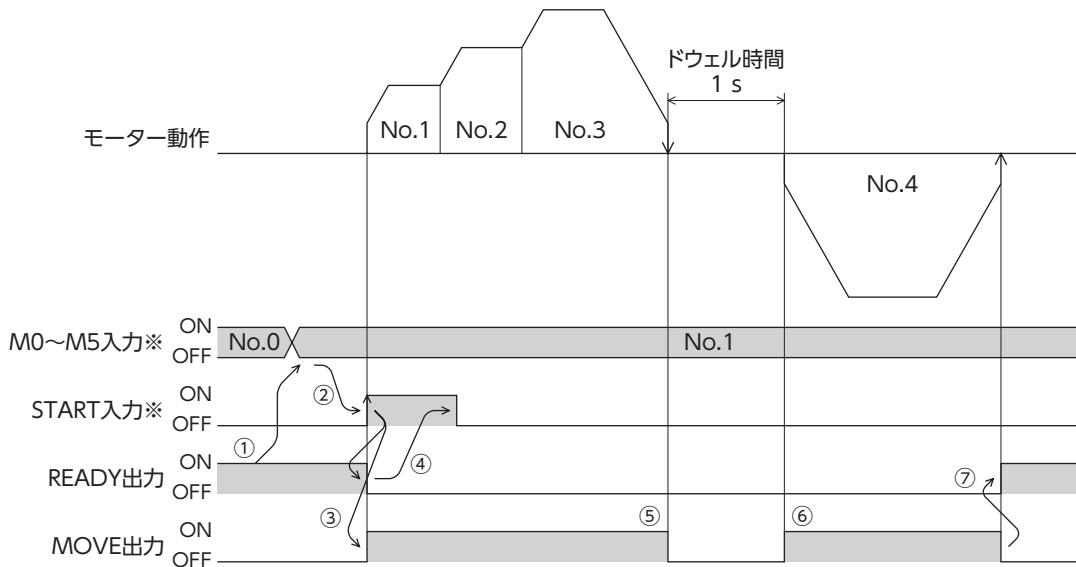 ドウェル時間
1 s
モーター動作
No.1
No.2
No.3
No.4
M0～M5入力※
ON
OFF
No.0
No.1
START入力※
ON
OFF
②
①
④
READY出力
ON
OFF
⑦
③
⑤
⑥
MOVE出力
ON
OFF